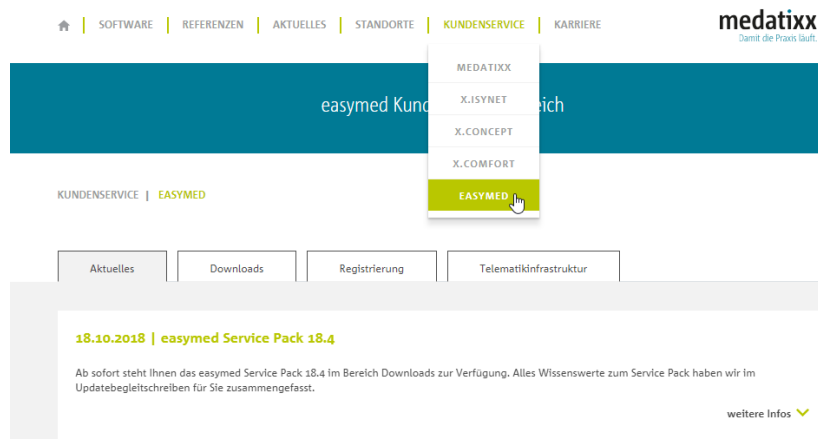 SOFTWARE REFERENZEN AKTUELLES STANDORTE KUNDENSERVICE KARRIERE
medatixx
Damit die Praxis läuft.
MEDATIXX
X.ISYNET
X.CONCEPT
X.COMFORT
EASYMED
easymed Kund eich
KUNDENSERVICE | EASYMED
Aktuelles Downloads Registrierung Telematikinfrastruktur
18.10.2018 | easymed Service Pack 18.4
Ab sofort steht Ihnen das easymed Service Pack 18.4 im Bereich Downloads zur Verfügung. Alles Wissenswerte zum Service Pack haben wir im
Updatebegleitschreiben für Sie zusammengefasst.
weitere Infos